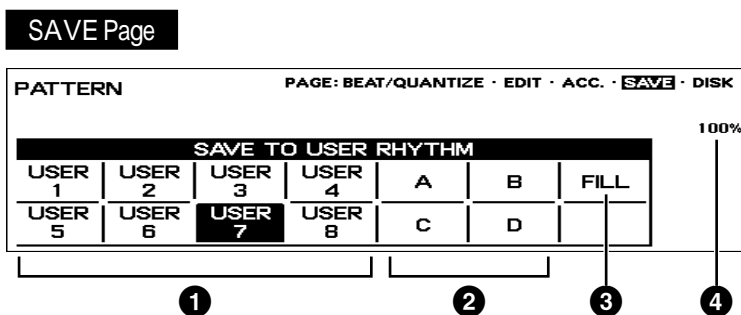 SAVE Page
PATTERN PAGE: BEAT/QUANTIZE · EDIT · ACC. · SAVE · DISK
100%
SAVE TO USER RHYTHM
USER 1 USER 2 USER 3 USER 4 A B FILL
USER 5 USER 6 USER 7 USER 8 C D
1 2 3 4